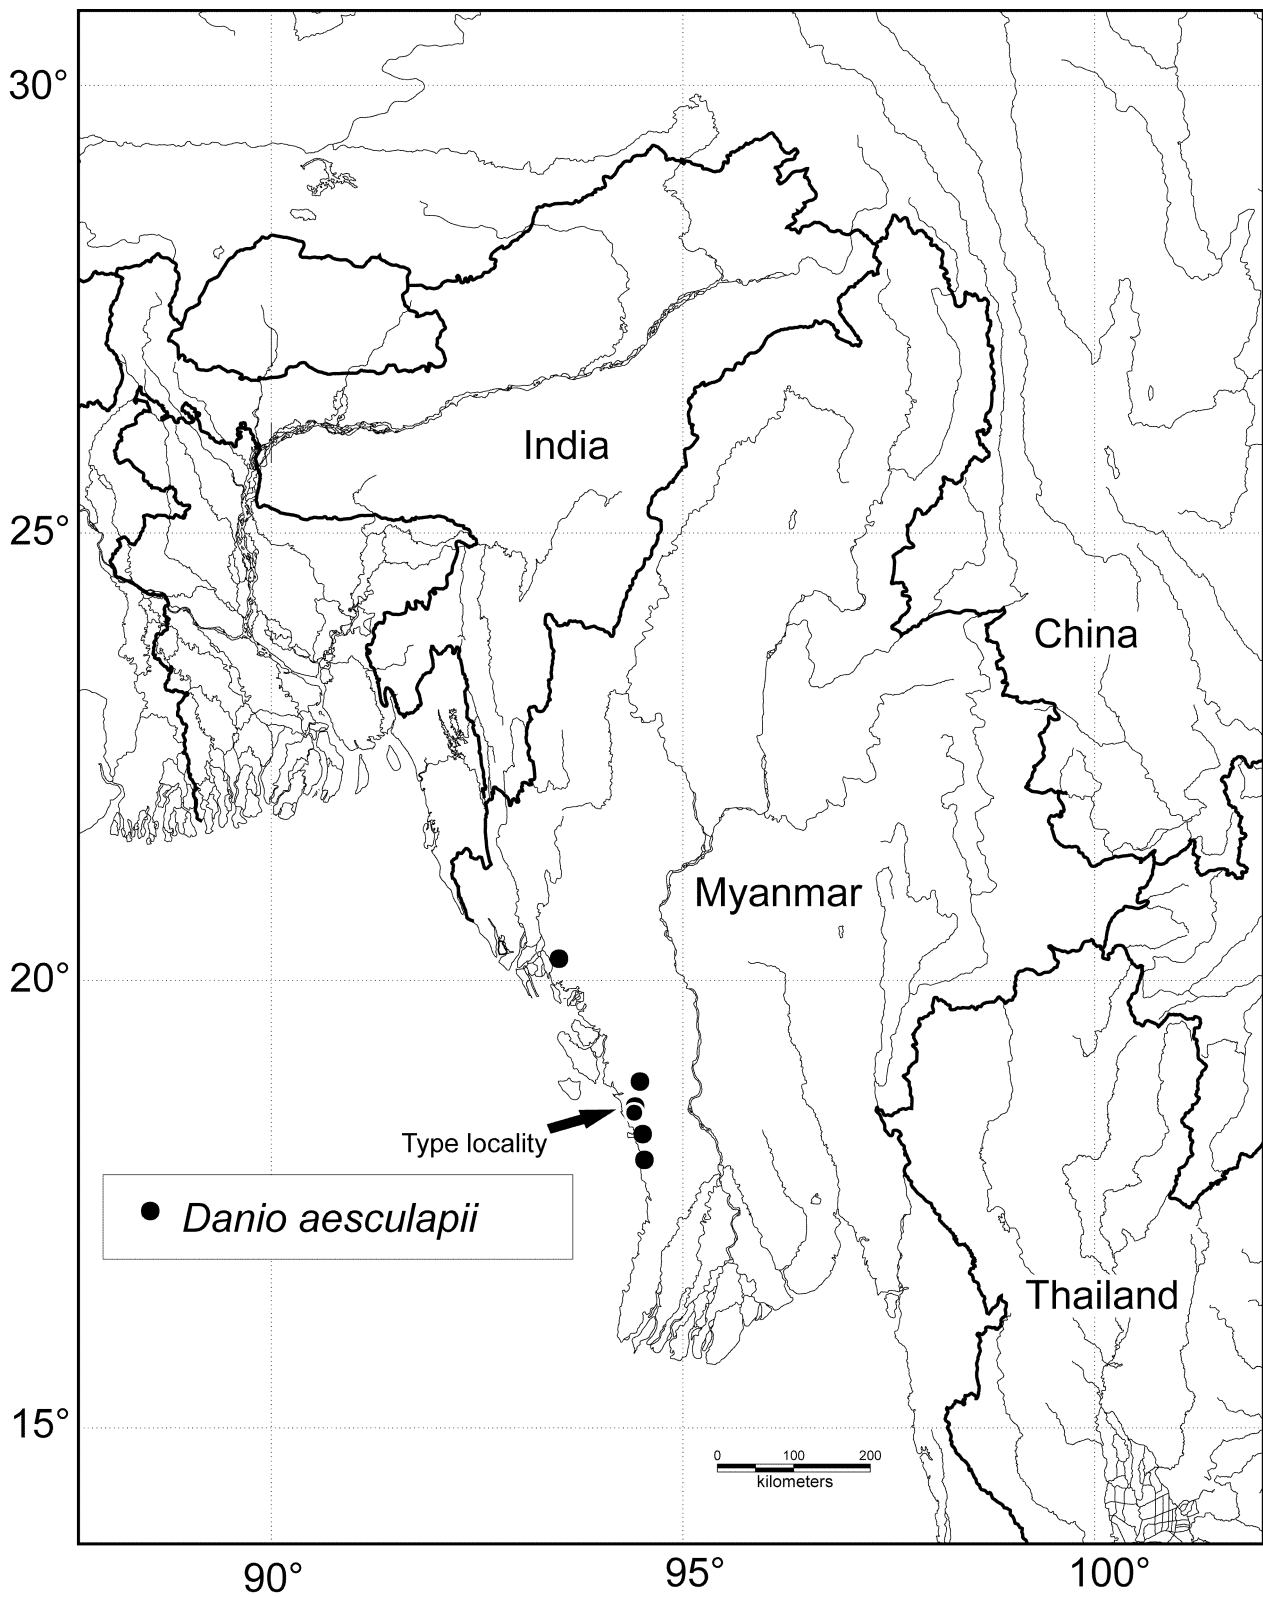 30°
India
25°
China
Myanmar
20°
Type locality
Danio aesculapii
Thailand
15°
0 100 200
kilometers
90° 95° 100°